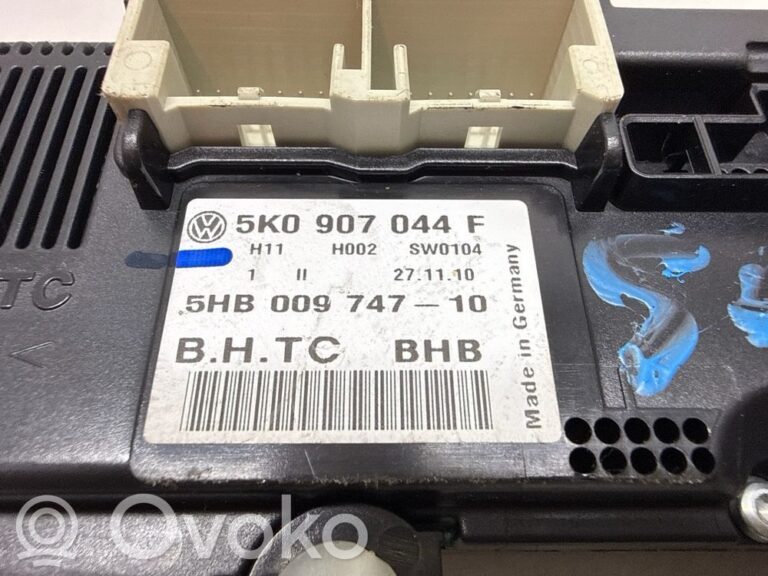 5K0 907 044 F
H11 H002 SW0104
1 II 27.11.10
5HB 009 747-10
B.H.TC BHB
Made in Germany
TC
<
Ovoko